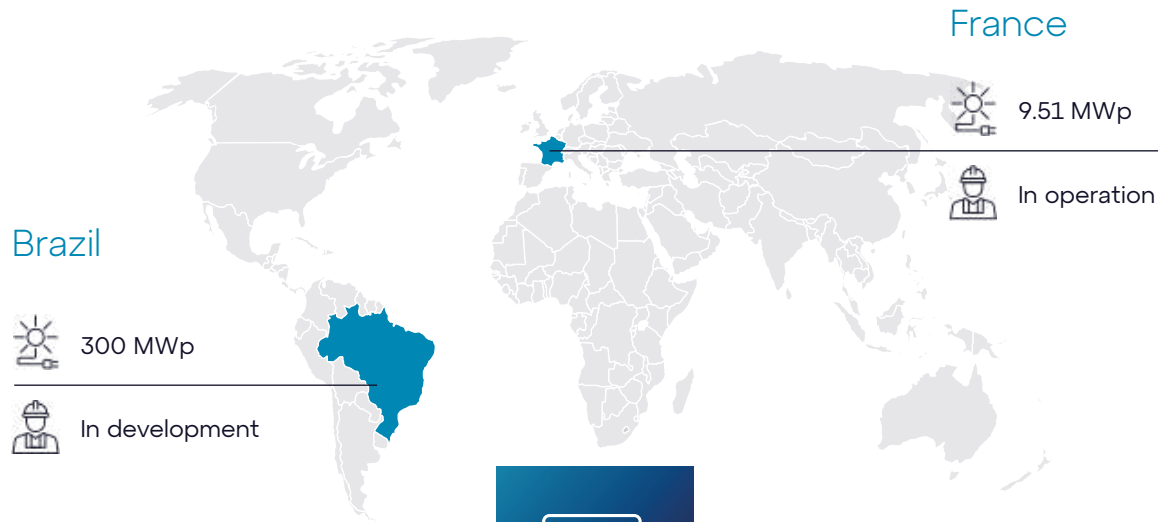 France
9.51 MWp
In operation
Brazil
300 MWp
In development